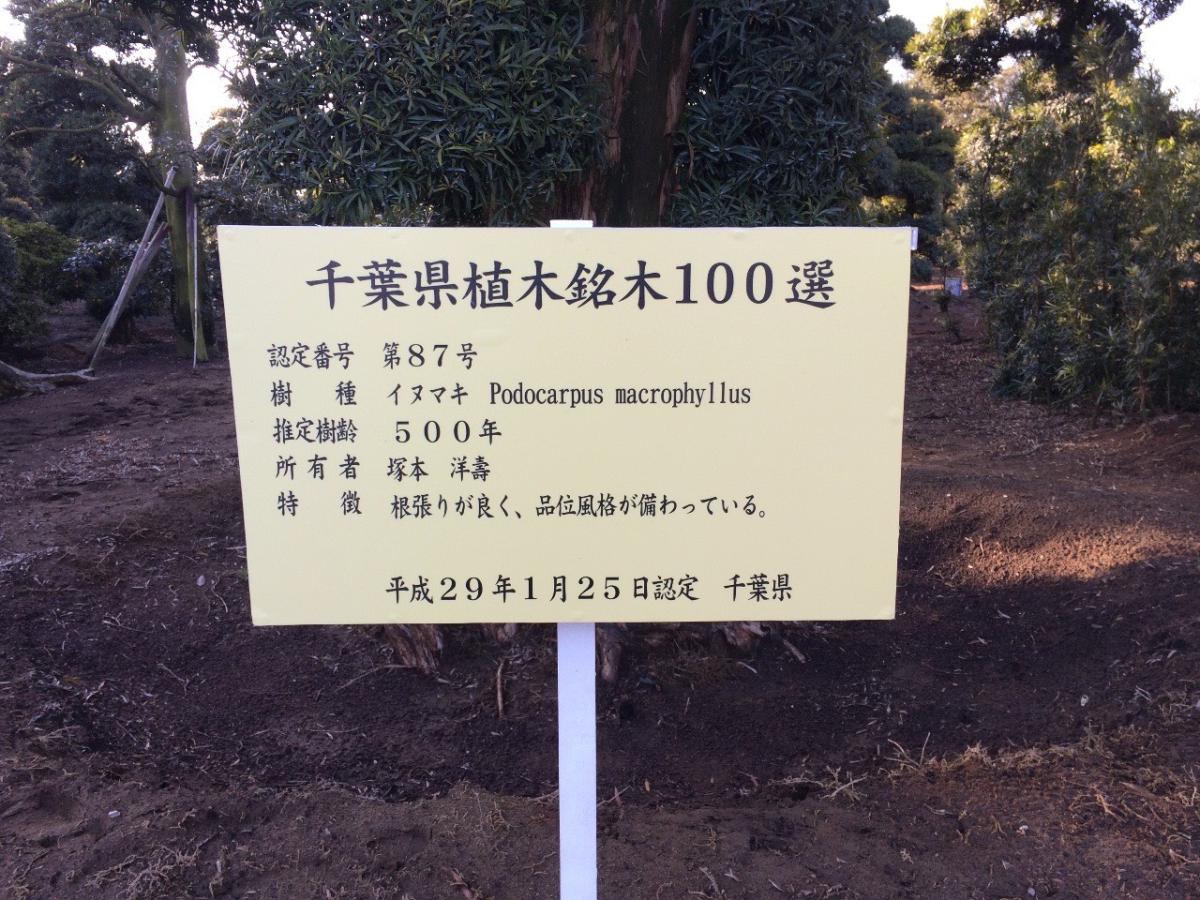 千葉県植木銘木100選
認定番号　第87号
樹　種　イヌマキ　Podocarpus macrophyllus
推定樹齢　500年
所有者　塚本　洋壽
特　徴　根張りが良く、品位風格が備わっている。
平成29年1月25日認定　千葉県